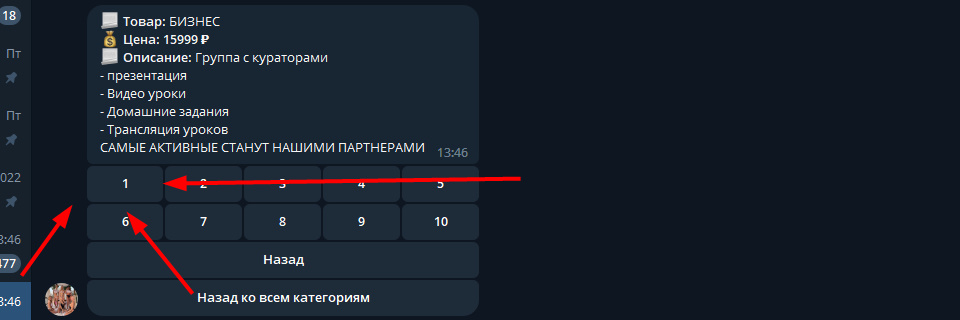 18
Товар: БИЗНЕС
Цена: 15999 ₽
Пт
Описание: Группа с кураторами
- презентация
- Видео уроки
- Домашние задания
Пт
- Трансляция уроков
САМЫЕ АКТИВНЫЕ СТАНУТ НАШИМИ ПАРТНЕРАМИ 13:46
022
1 2 3 4 5
6 7 8 9 10
3:46
477
Назад
Назад ко всем категориям
3:46